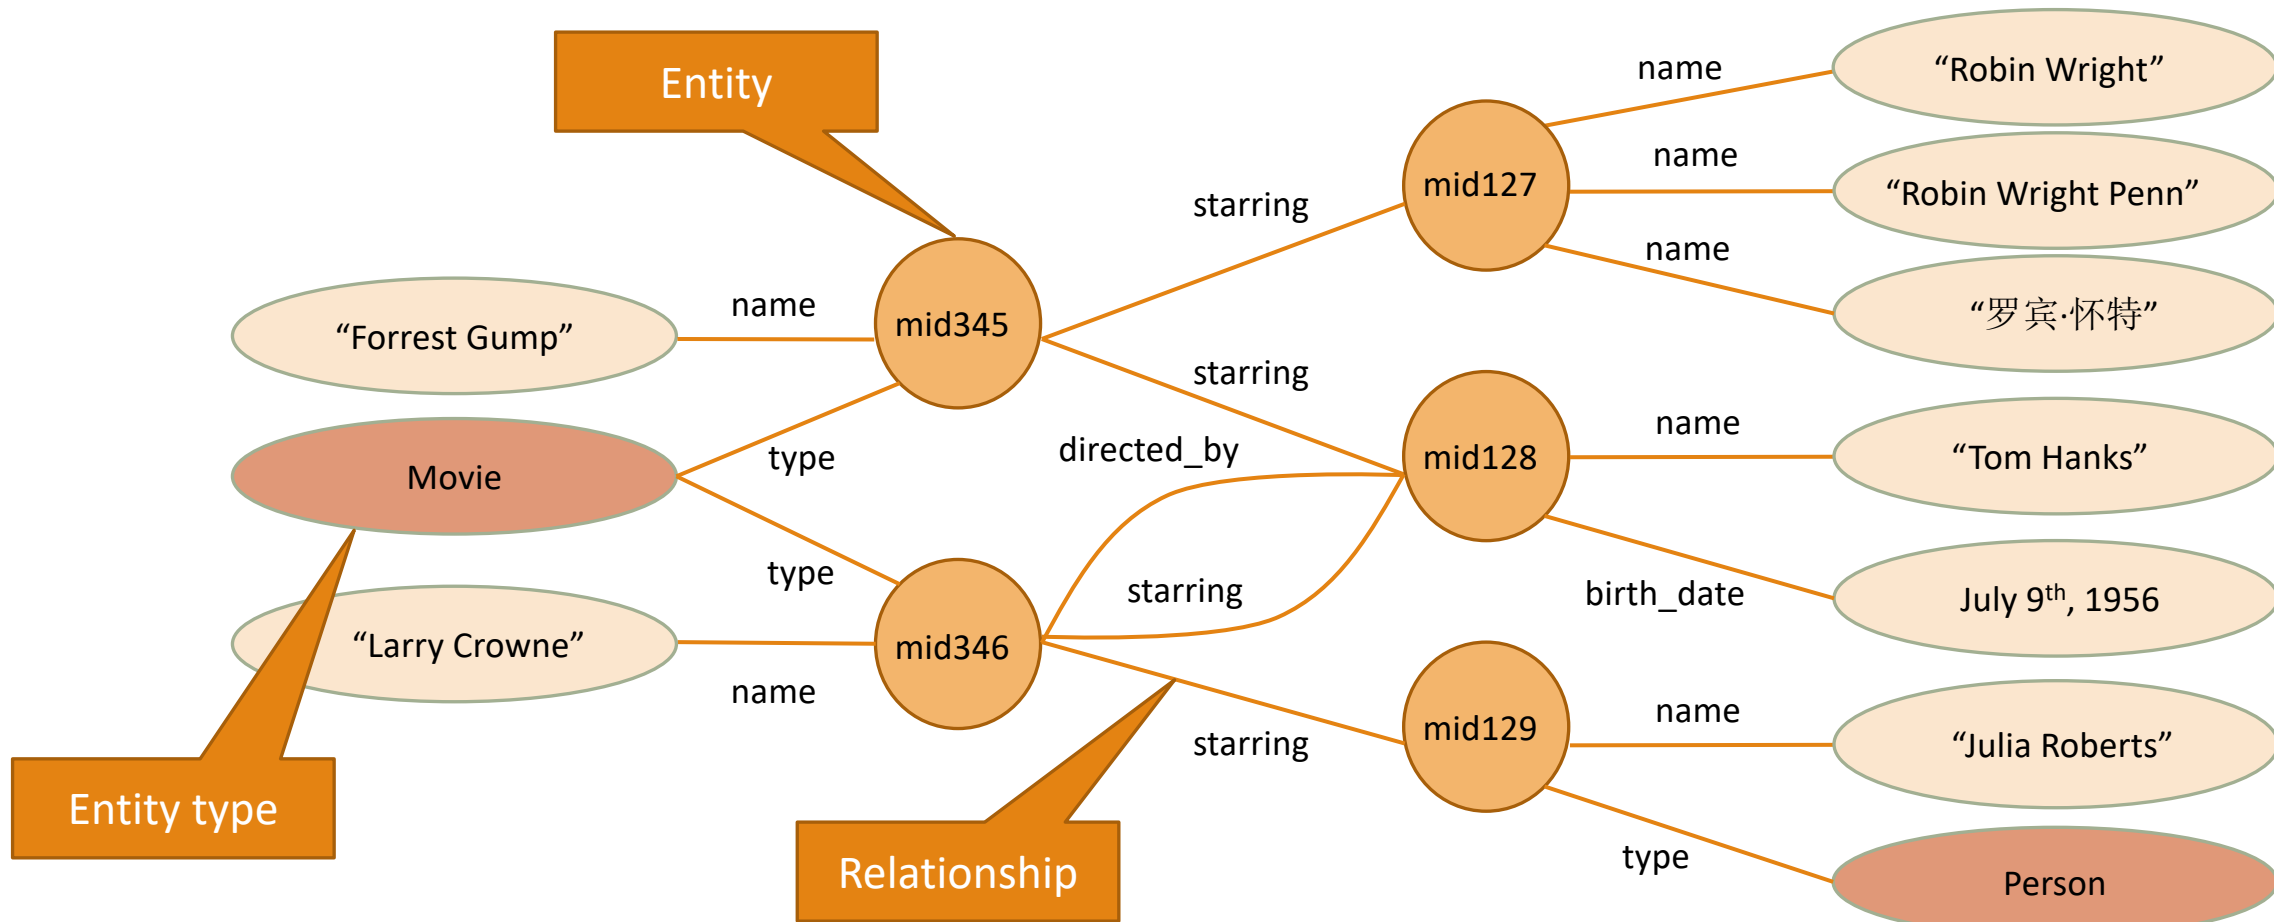 Entity
name
“Robin Wright”
mid127
name
“Robin Wright Penn”
starring
name
“罗宾·怀特”
name
“Forrest Gump”
mid345
starring
name
“Tom Hanks”
mid128
directed_by
type
Movie
type
starring
birth_date
July 9th, 1956
“Larry Crowne”
mid346
name
name
“Julia Roberts”
mid129
starring
Entity type
type
Relationship
Person